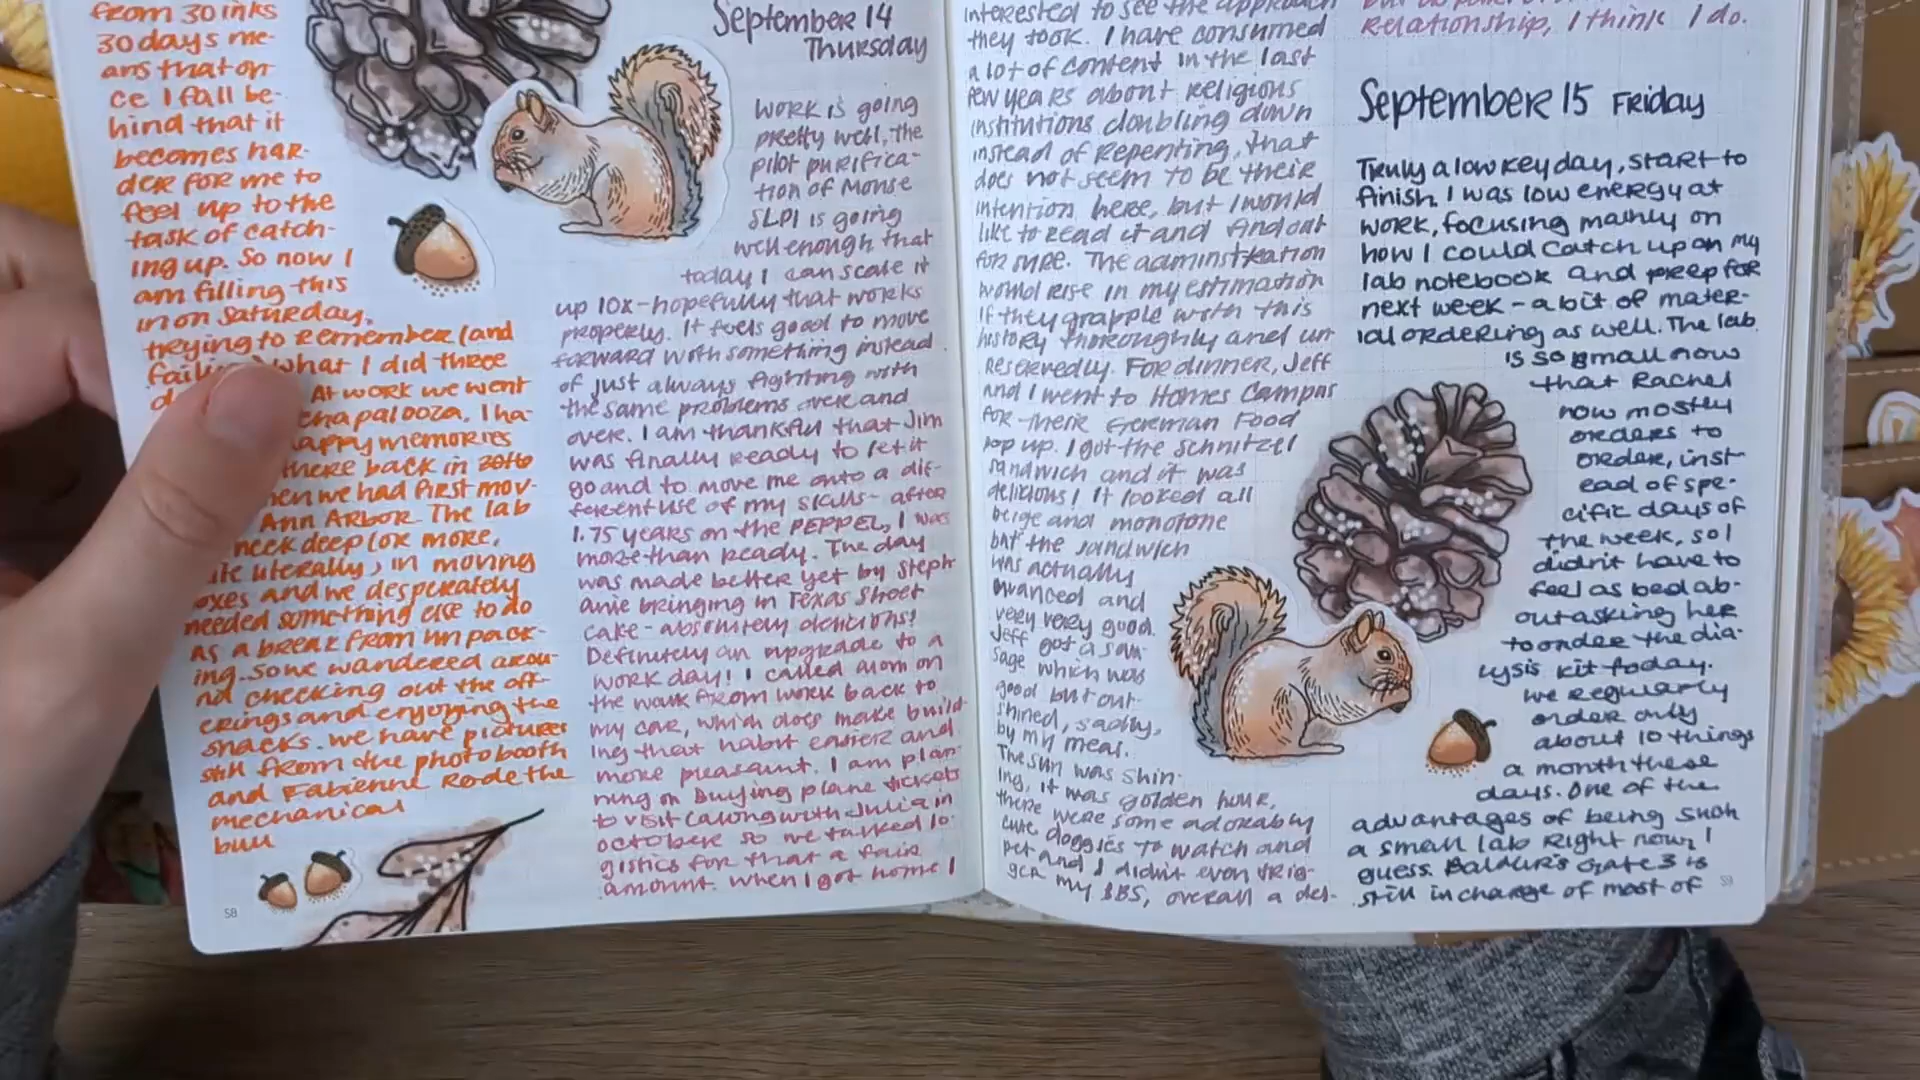 from 30 inks
30 days me-
ans that on
ce I fall be-
hind that it
becomes har-
der for me to
feel up to the
task of catch-
ing up. So now I
am filling this
in on Saturday,
trying to remember (and
what I did three
At work we went
apalooza. I ha-
happy memories
there back in
hen we had first mov-
Ann Arbor. The lab
neck deep (or more,
literally) in moving
oxes and we desperately
needed something else to do
as a break from unpack-
ing. So we wandered arou-
nd checking out the off-
erings and enjoying the
snacks. We have pictures
still from the photobooth
and Fabienne Rode the
mechanical
bull
58
September 14
Thursday
Work is going
pretty well, the
pilot purifica-
tion of Mouse
SLPI is going
well enough that
today I can scale it
up 10x - hopefully that works
properly. It feels good to move
forward with something instead
of just always fighting with
the same problems over and
over. I am thankful that Jim
was finally ready to let it
go and to move me onto a dif-
ferent use of my skills - after
1.75 years on the PEPPEL, I was
more than ready. The day
was made better yet by Steph-
anie bringing in Texas Sheet
cake - absolutely delicious!
Definitely an upgrade to a
work day! I called Mom on
the walk from work back to
my car, which does make build-
ing that habit easier and
more pleasant. I am plan-
ning on buying plane tickets
to visit along with Julia in
October so we talked lo-
gistics for that a fair
amount. When I got home I
interested to see the approach
they took. I have consumed
a lot of content in the last
few years about religious
institutions doubling down
instead of repenting, that
does not seem to be their
intention here, but I would
like to read it and find out
for sure. The adminstration
would rise in my estimation
if they grapple with this
history thoroughly and un
reservedly. For dinner, Jeff
and I went to Homes Campus
for their German Food
pop up. I got the schnitzel
sandwich and it was
delicious! It looked all
beige and monotone
but the sandwich
was actually
nuanced and
very very good.
Jeff got a sau-
sage which was
good but out-
shined, sadly,
by my meal.
The sun was shin-
ing, it was golden hour,
there were some adorably
cute doggies to watch and
pet and I didn't even trig-
ger my IBS, overall a des-
Relationship, I think I do.
September 15 Friday
Truly a low key day, start to
finish. I was low energy at
work, focusing mainly on
how I could catch up on my
lab notebook and prep for
next week - a bit of mater-
ial ordering as well. The lab
is so small now
that Rachel
now mostly
orders to
order, inst-
ead of spe-
cific days of
the week, so I
didn't have to
feel as bad ab-
out asking her
to order the dia-
lysis kit today.
We regularly
order only
about 10 things
a month these
days. One of the
advantages of being such
a small lab right now, I
guess. Baldur's Gate 3 is
still in charge of most of
59